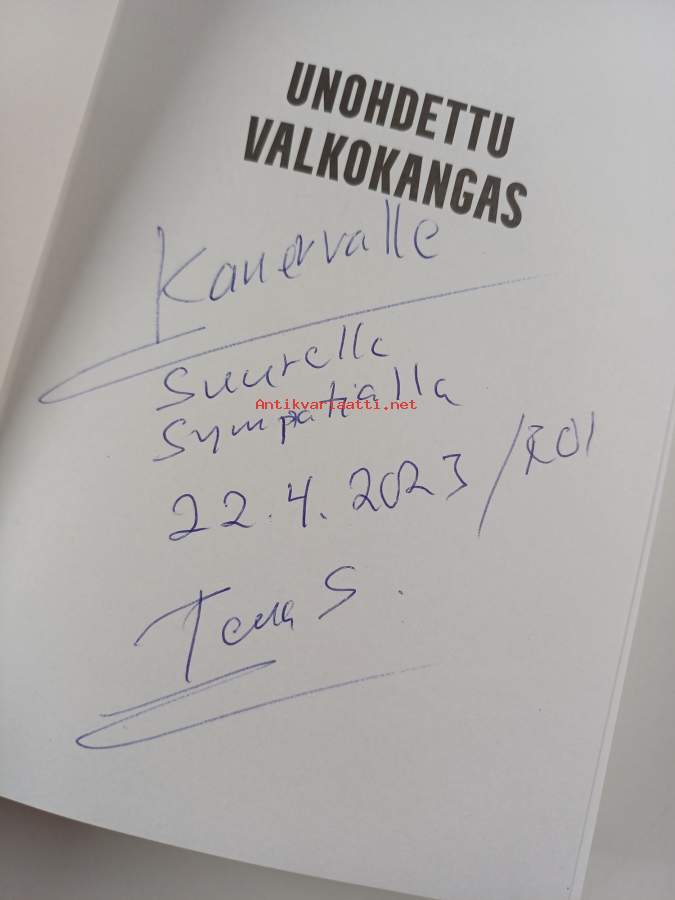 UNOHDETTU
VALKOKANGAS
Kanervalle
Suurella
Antikvariaatti.net
Sympatialla
22.4.2023/ROI
S.